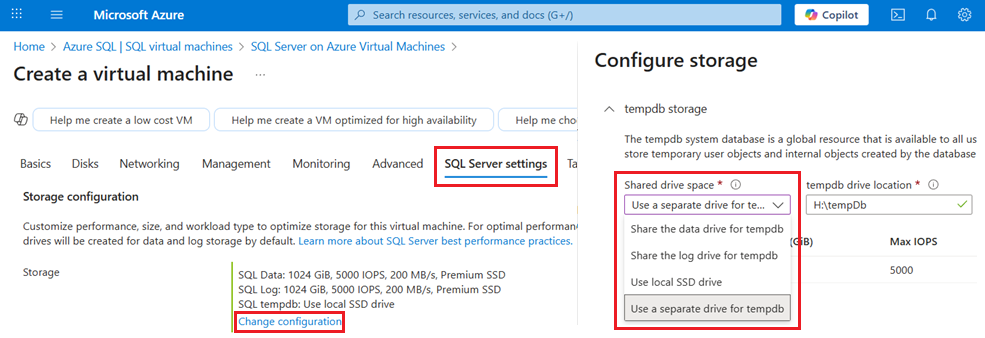 Microsoft Azure
Search resources, services, and docs (G+/)
Copilot
Home > Azure SQL | SQL virtual machines > SQL Server on Azure Virtual Machines >
Create a virtual machine ...
Help me create a low cost VM
Help me create a VM optimized for high availability
Help me cho
Basics
Disks
Networking
Management
Monitoring
Advanced
SQL Server settings
Ta
Storage configuration
Customize performance, size, and workload type to optimize storage for this virtual machine. For optimal performan
drives will be created for data and log storage by default. Learn more about SQL Server best performance practices.
Storage
SQL Data: 1024 GiB, 5000 IOPS, 200 MB/s, Premium SSD
SQL Log: 1024 GiB, 5000 IOPS, 200 MB/s, Premium SSD
SQL tempdb: Use local SSD drive
Change configuration
Configure storage
tempdb storage
The tempdb system database is a global resource that is available to all us
store temporary user objects and internal objects created by the database
Shared drive space *
tempdb drive location *
Use a separate drive for te...
H:\tempDb
Share the data drive for tempdb
Share the log drive for tempdb
Use local SSD drive
Use a separate drive for tempdb
(GiB)
Max IOPS
5000